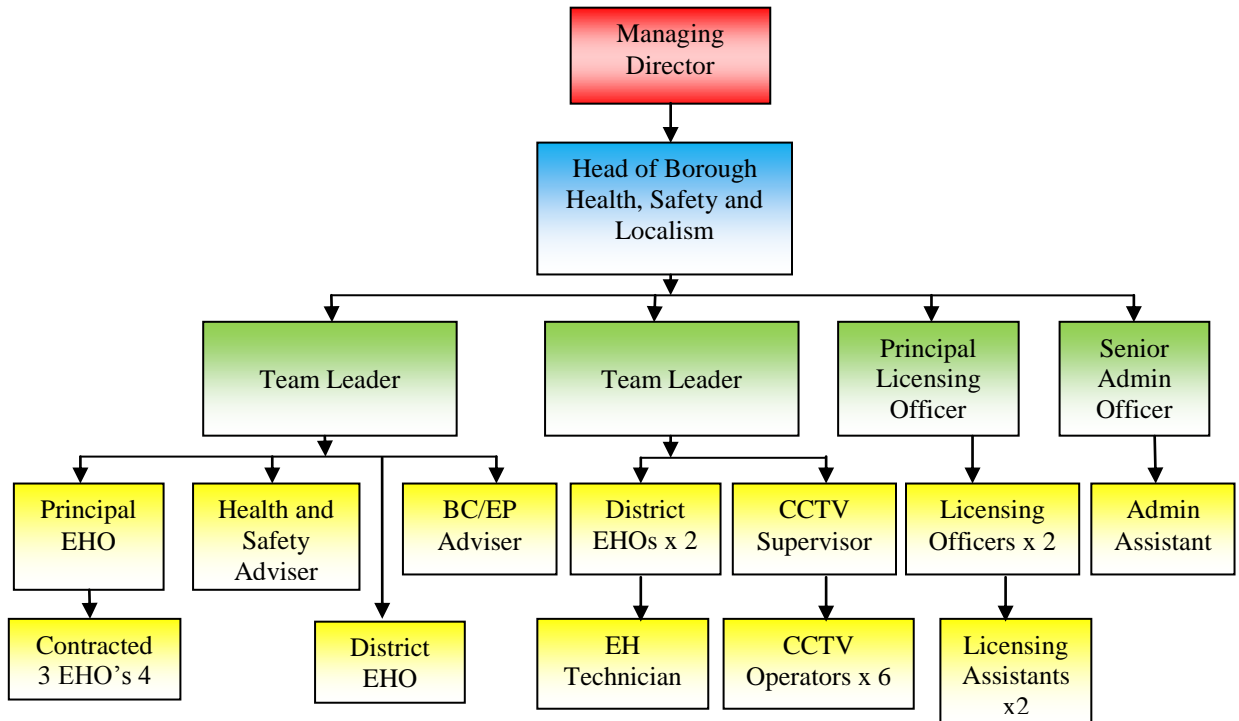 Managing
Director
Head of Borough
Health, Safety and
Localism
Team Leader
Team Leader
Principal
Licensing
Officer
Senior
Admin
Officer
Principal
EHO
Health and
Safety
Adviser
BC/EP
Adviser
District
EHOs x 2
CCTV
Supervisor
Licensing
Officers x 2
Admin
Assistant
Contracted
3 EHO's 4
District
EHO
EH
Technician
CCTV
Operators x 6
Licensing
Assistants
x2